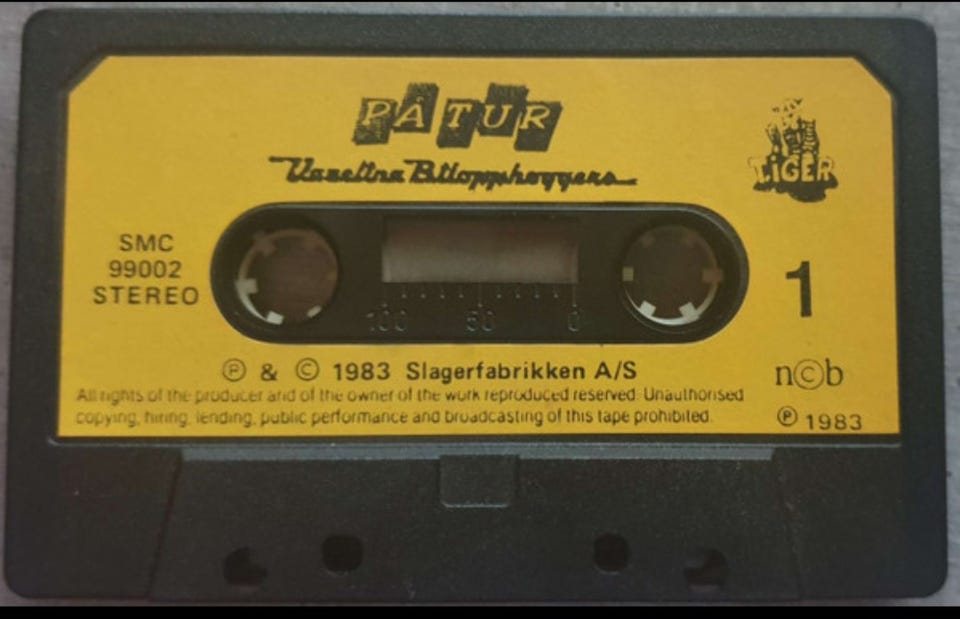 PÅ TUR
Vazelina Bilopphøggers
TiGER
SMC
99002
STEREO
1
100 50 0
Ⓟ & © 1983 Slagerfabrikken A/S
n©b
All rights of the producer and of the owner of the work reproduced reserved. Unauthorised
copying, hiring, lending, public performance and broadcasting of this tape prohibited.
Ⓟ 1983